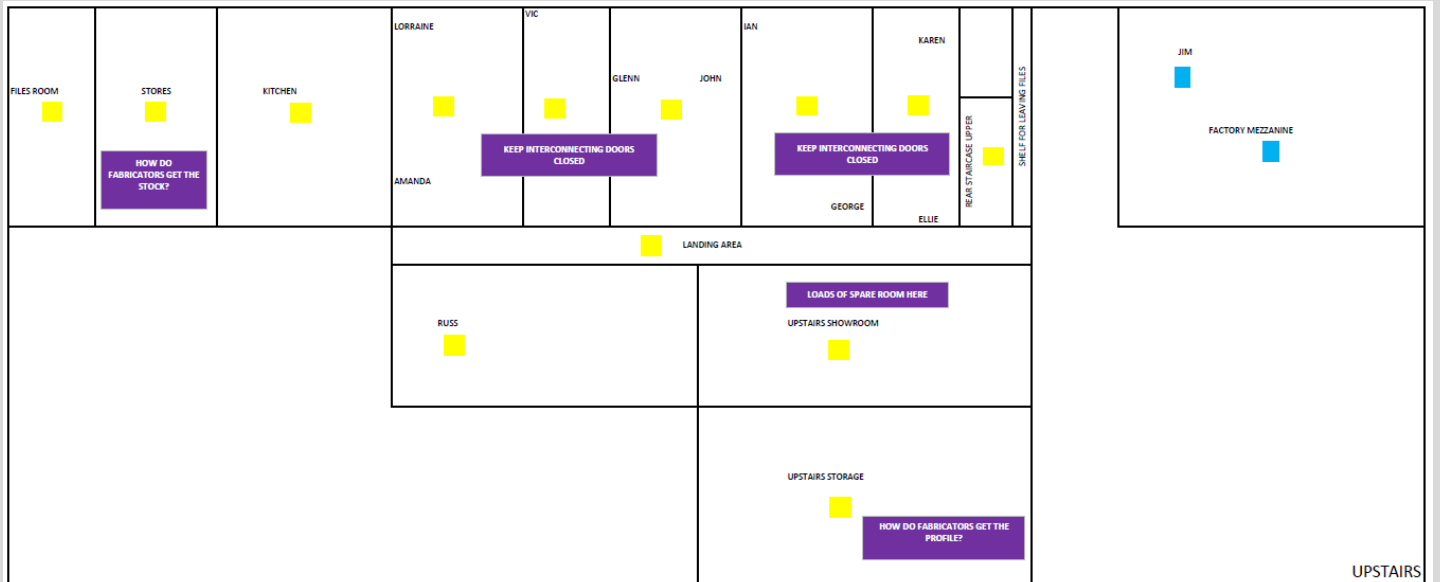 VIC
LORRAINE
IAN
KAREN
JIM
GLENN
JOHN
FILES ROOM
STORES
KITCHEN
SHELF FOR LEAVING FILES
REAR STAIRCASE UPPER
FACTORY MEZZANINE
HOW DO
FABRICATORS GET THE
STOCK?
KEEP INTERCONNECTING DOORS
CLOSED
KEEP INTERCONNECTING DOORS
CLOSED
AMANDA
GEORGE
ELLIE
LANDING AREA
LOADS OF SPARE ROOM HERE
RUSS
UPSTAIRS SHOWROOM
UPSTAIRS STORAGE
HOW DO FABRICATORS GET THE
PROFILE?
UPSTAIRS